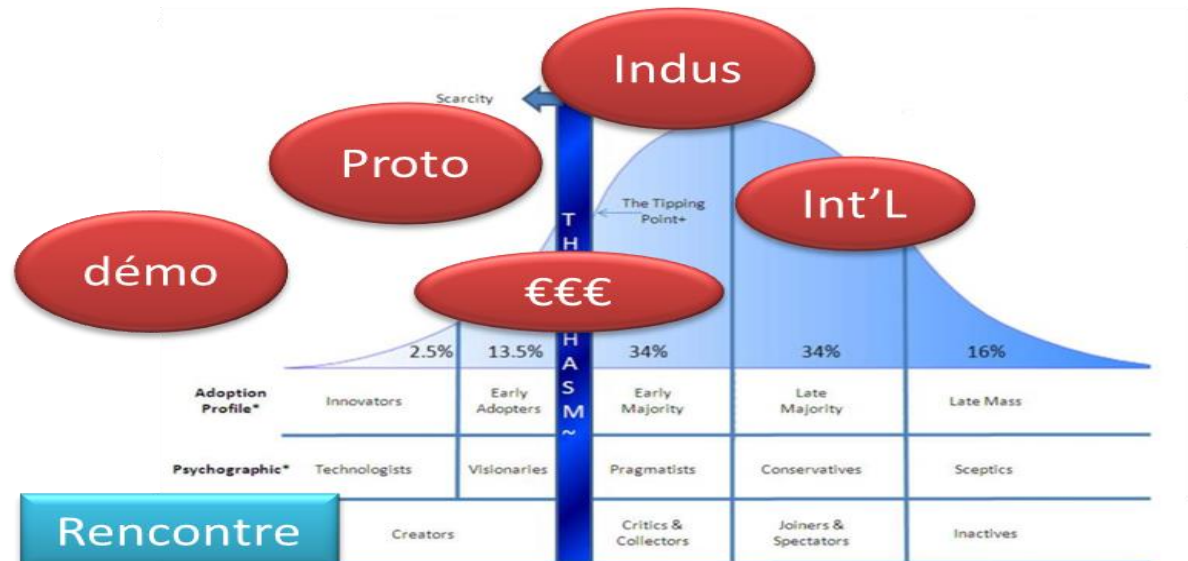 Indus
Scarcity
Proto
The Tipping
Point+
Int'L
démo
€€€
T
H
H
A
S
M
~
2.5%
13.5%
34%
34%
16%
Adoption
Profile*
Innovators
Early
Adopters
Early
Majority
Late
Majority
Late Mass
Psychographic*
Technologists
Visionaries
Pragmatists
Conservatives
Sceptics
Rencontre
Creators
Critics &
Collectors
Joiners &
Spectators
Inactives